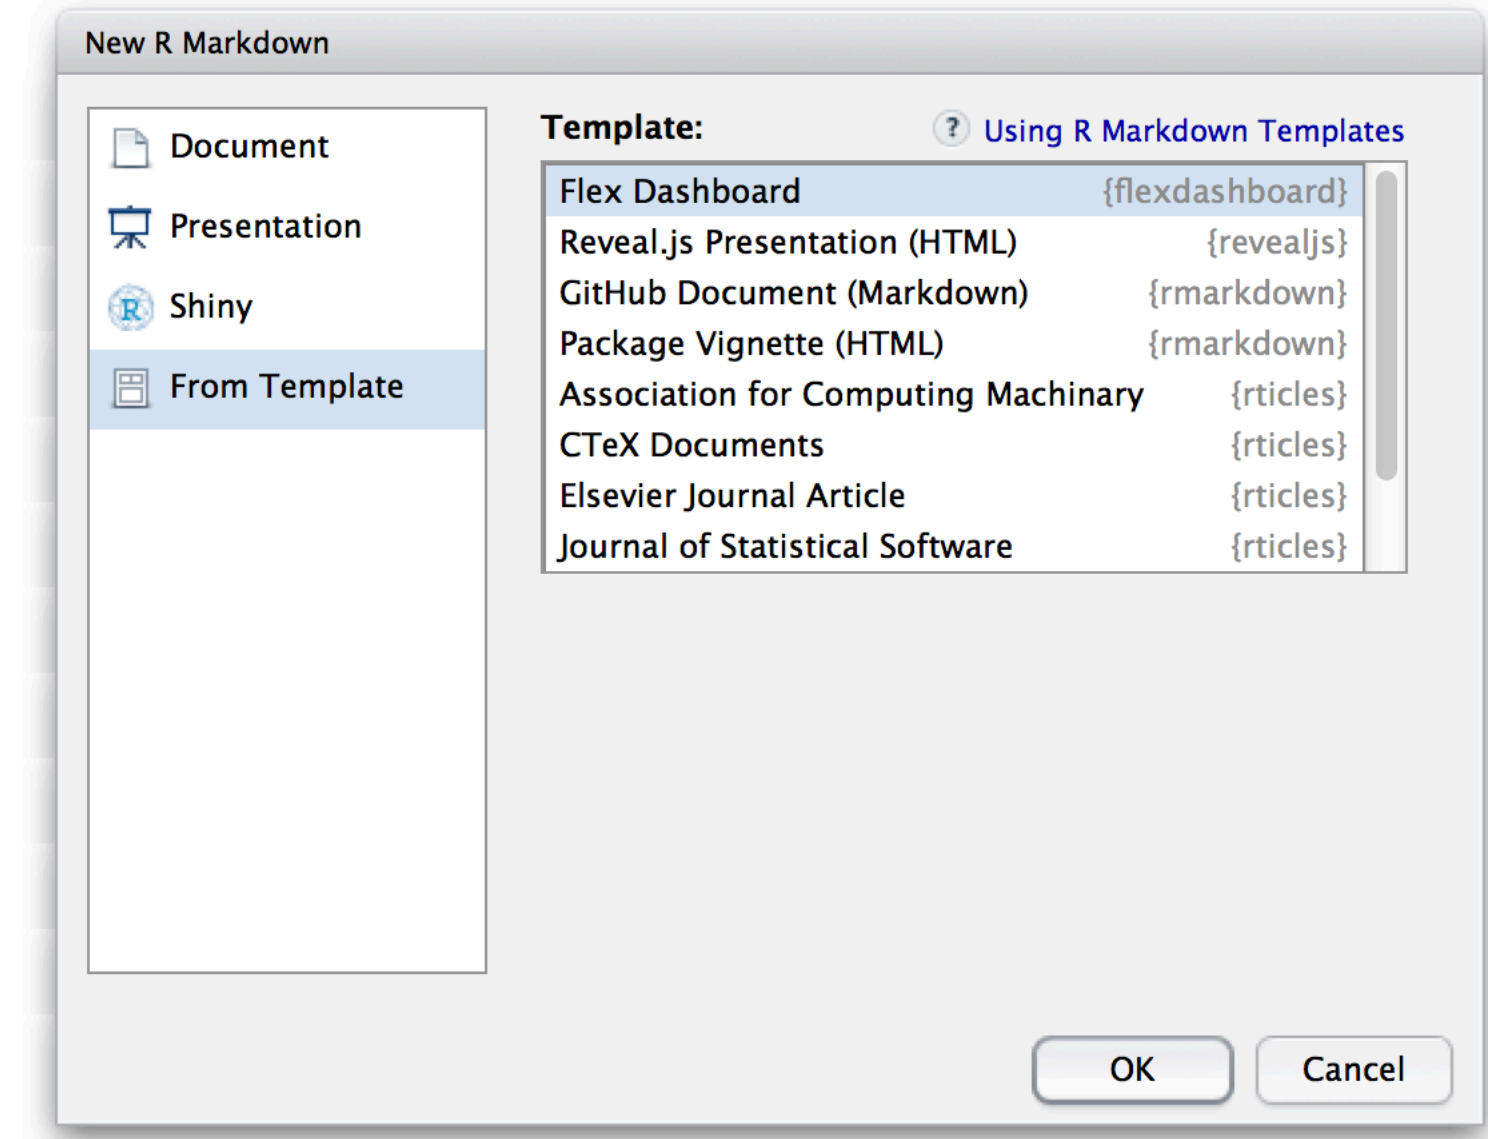 New R Markdown
Document
Presentation
Shiny
From Template
Template:
? Using R Markdown Templates
Flex Dashboard {flexdashboard}
Reveal.js Presentation (HTML) {revealjs}
GitHub Document (Markdown) {rmarkdown}
Package Vignette (HTML) {rmarkdown}
Association for Computing Machinary {rticles}
CTeX Documents {rticles}
Elsevier Journal Article {rticles}
Journal of Statistical Software {rticles}
OK Cancel